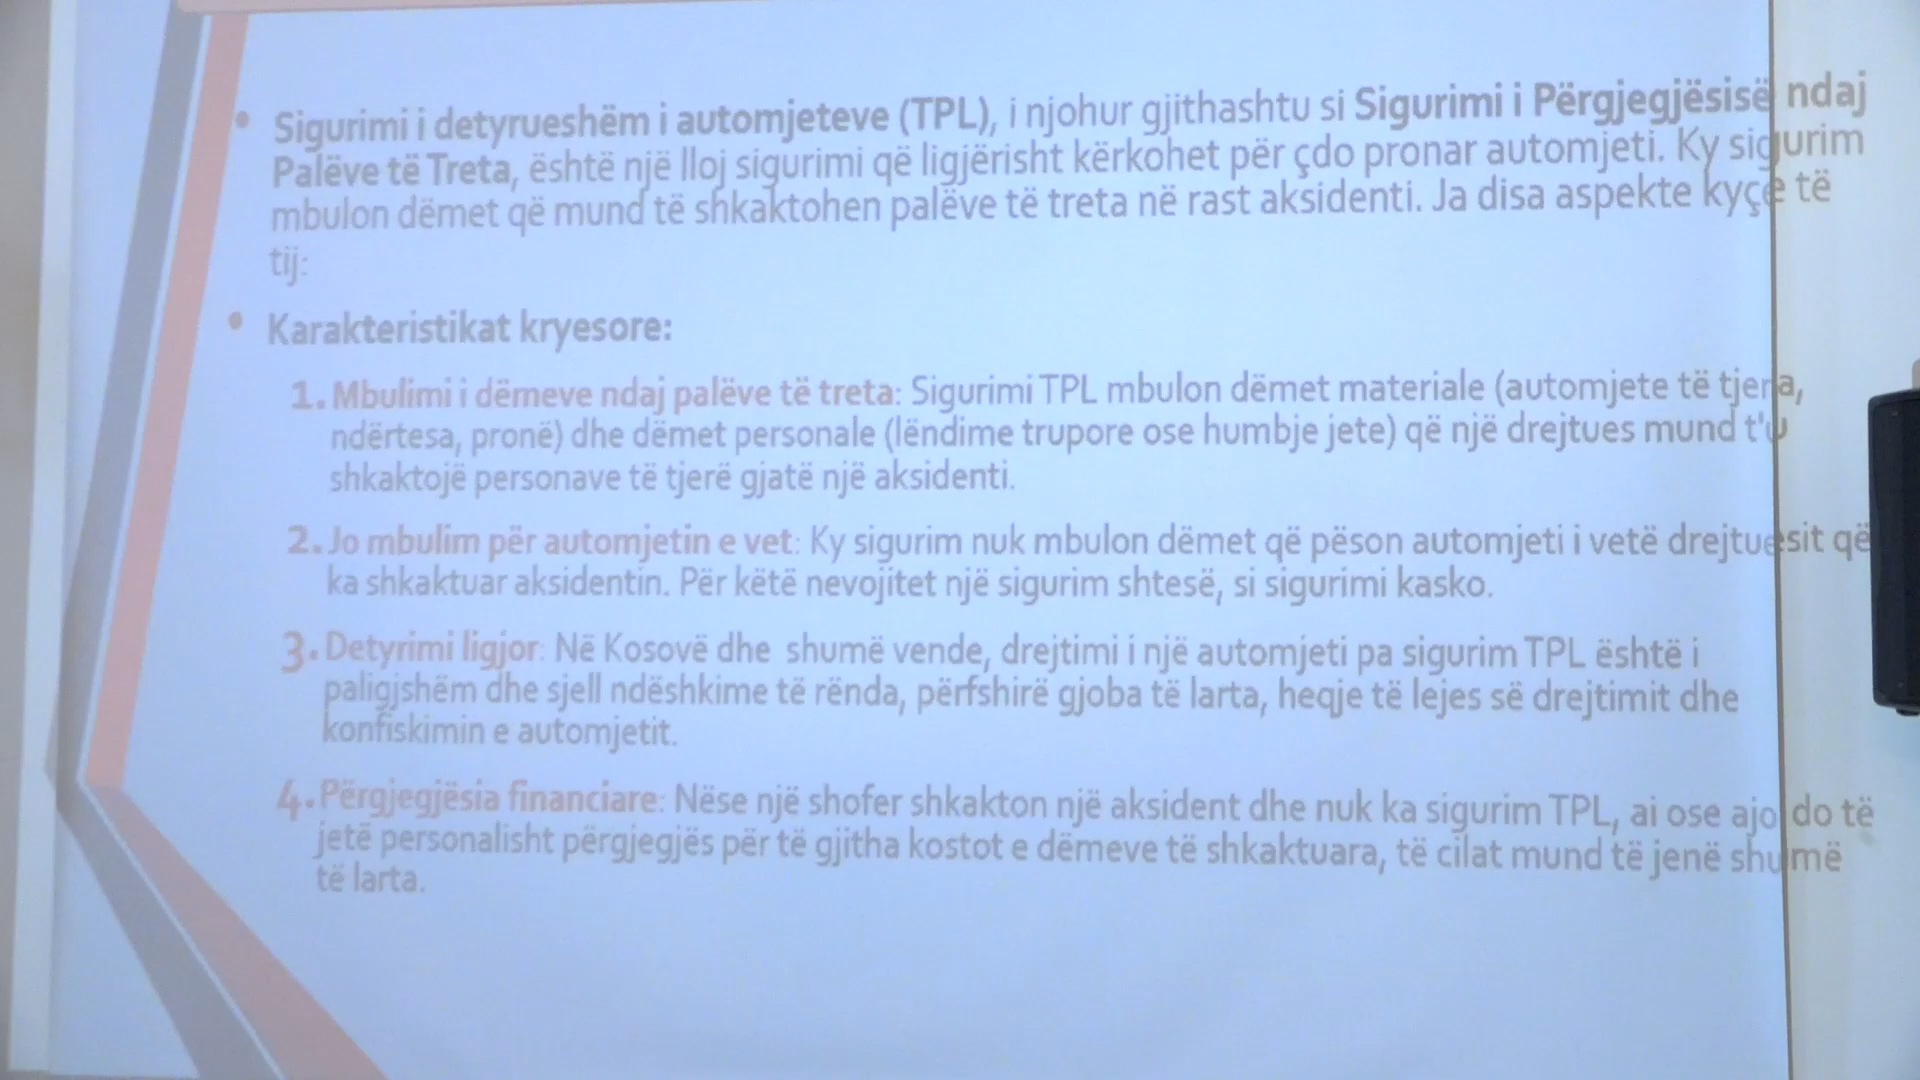 • Sigurimi i detyrueshëm i automjeteve (TPL), i njohur gjithashtu si Sigurimi i Përgjegjësisë ndaj
Palëve të Treta, është një lloj sigurimi që ligjërisht kërkohet për çdo pronar automjeti. Ky sigurim
mbulon dëmet që mund të shkaktohen palëve të treta në rast aksidenti. Ja disa aspekte kyçe të
tij:
• Karakteristikat kryesore:
1. Mbulimi i dëmeve ndaj palëve të treta: Sigurimi TPL mbulon dëmet materiale (automjete të tjera,
ndërtesa, pronë) dhe dëmet personale (lëndime trupore ose humbje jete) që një drejtues mund t'u
shkaktojë personave të tjerë gjatë një aksidenti.
2. Jo mbulim për automjetin e vet: Ky sigurim nuk mbulon dëmet që pëson automjeti i vetë drejtuesit që
ka shkaktuar aksidentin. Për këtë nevojitet një sigurim shtesë, si sigurimi kasko.
3. Detyrimi ligjor: Në Kosovë dhe shumë vende, drejtimi i një automjeti pa sigurim TPL është i
paligjshëm dhe sjell ndëshkime të rënda, përfshirë gjoba të larta, heqje të lejes së drejtimit dhe
konfiskimin e automjetit.
4. Përgjegjësia financiare: Nëse një shofer shkakton një aksident dhe nuk ka sigurim TPL, ai ose ajo do të
jetë personalisht përgjegjës për të gjitha kostot e dëmeve të shkaktuara, të cilat mund të jenë shumë
të larta.